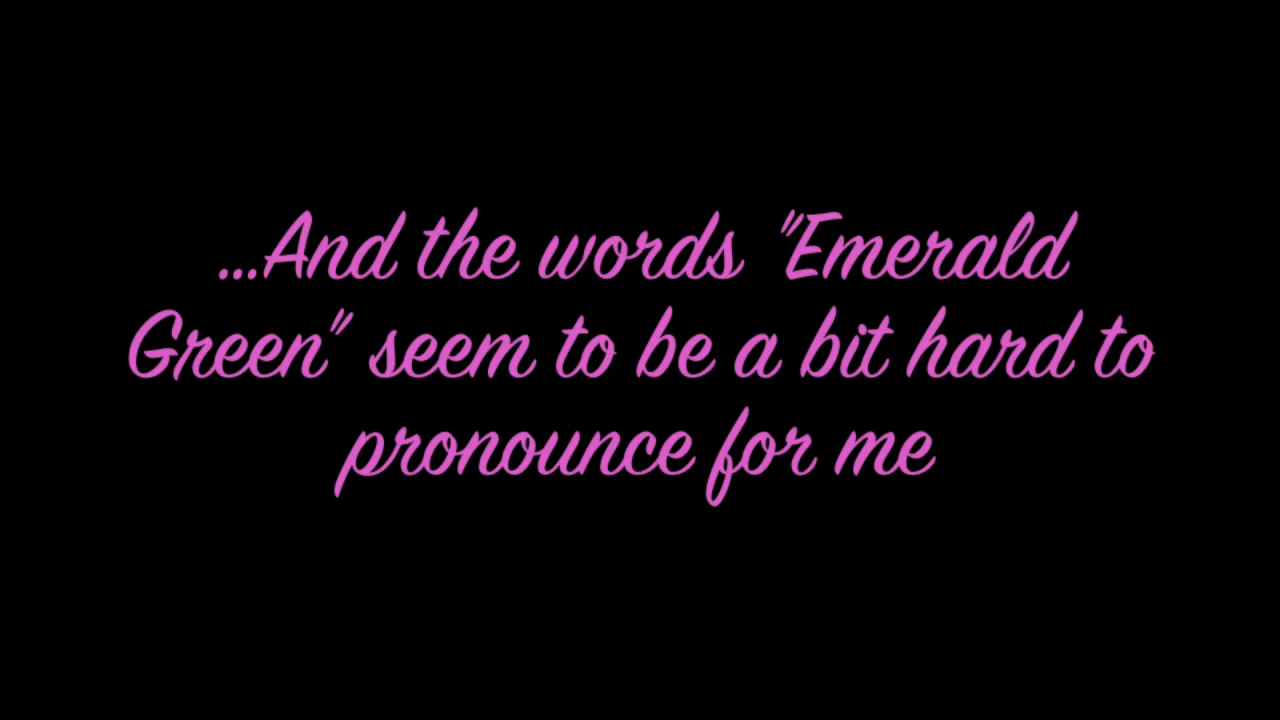 ...And the words "Emerald
Green" seem to be a bit hard to
pronounce for me